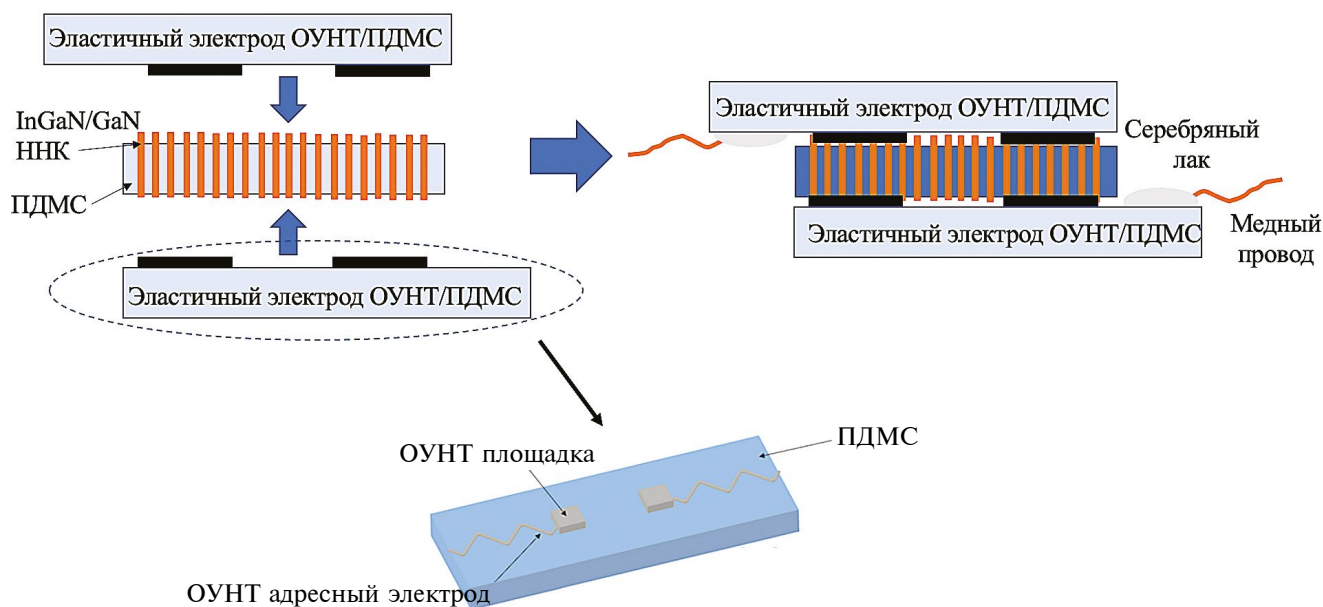 Эластичный электрод ОУНТ/ПДМС
InGaN/GaN
ННК
ПДМС
Эластичный электрод ОУНТ/ПДМС
Эластичный электрод ОУНТ/ПДМС
Серебряный
лак
Эластичный электрод ОУНТ/ПДМС
Медный
провод
ОУНТ площадка
ПДМС
ОУНТ адресный электрод